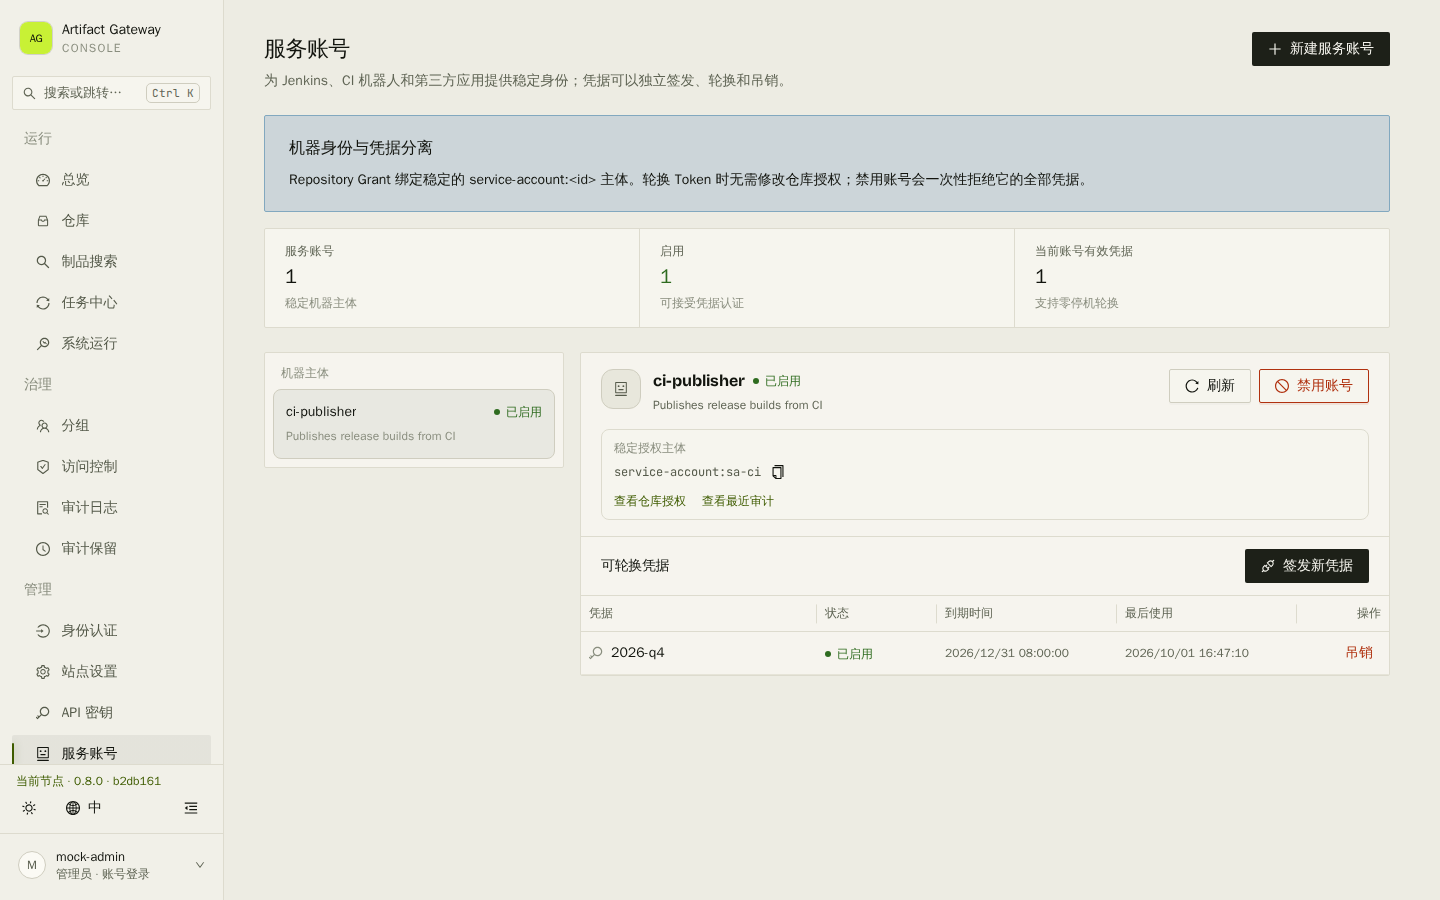 AG
Artifact Gateway
CONSOLE
搜索或跳转···
Ctrl K
运行
总览
仓库
制品搜索
任务中心
系统运行
治理
分组
访问控制
审计日志
审计保留
管理
身份认证
站点设置
API 密钥
服务账号
当前节点 · 0.8.0 · b2db161
中
M
mock-admin
管理员 · 账号登录
服务账号
为 Jenkins、CI 机器人和第三方应用提供稳定身份；凭据可以独立签发、轮换和吊销。
新建服务账号
机器身份与凭据分离
Repository Grant 绑定稳定的 service-account:<id> 主体。轮换 Token 时无需修改仓库授权；禁用账号会一次性拒绝它的全部凭据。
服务账号
1
稳定机器主体
启用
1
可接受凭据认证
当前账号有效凭据
1
支持零停机轮换
机器主体
ci-publisher
已启用
Publishes release builds from CI
ci-publisher
已启用
Publishes release builds from CI
刷新
禁用账号
稳定授权主体
service-account:sa-ci
查看仓库授权 查看最近审计
可轮换凭据
签发新凭据
凭据 状态 到期时间 最后使用 操作
2026-q4 已启用 2026/12/31 08:00:00 2026/10/01 16:47:10 吊销